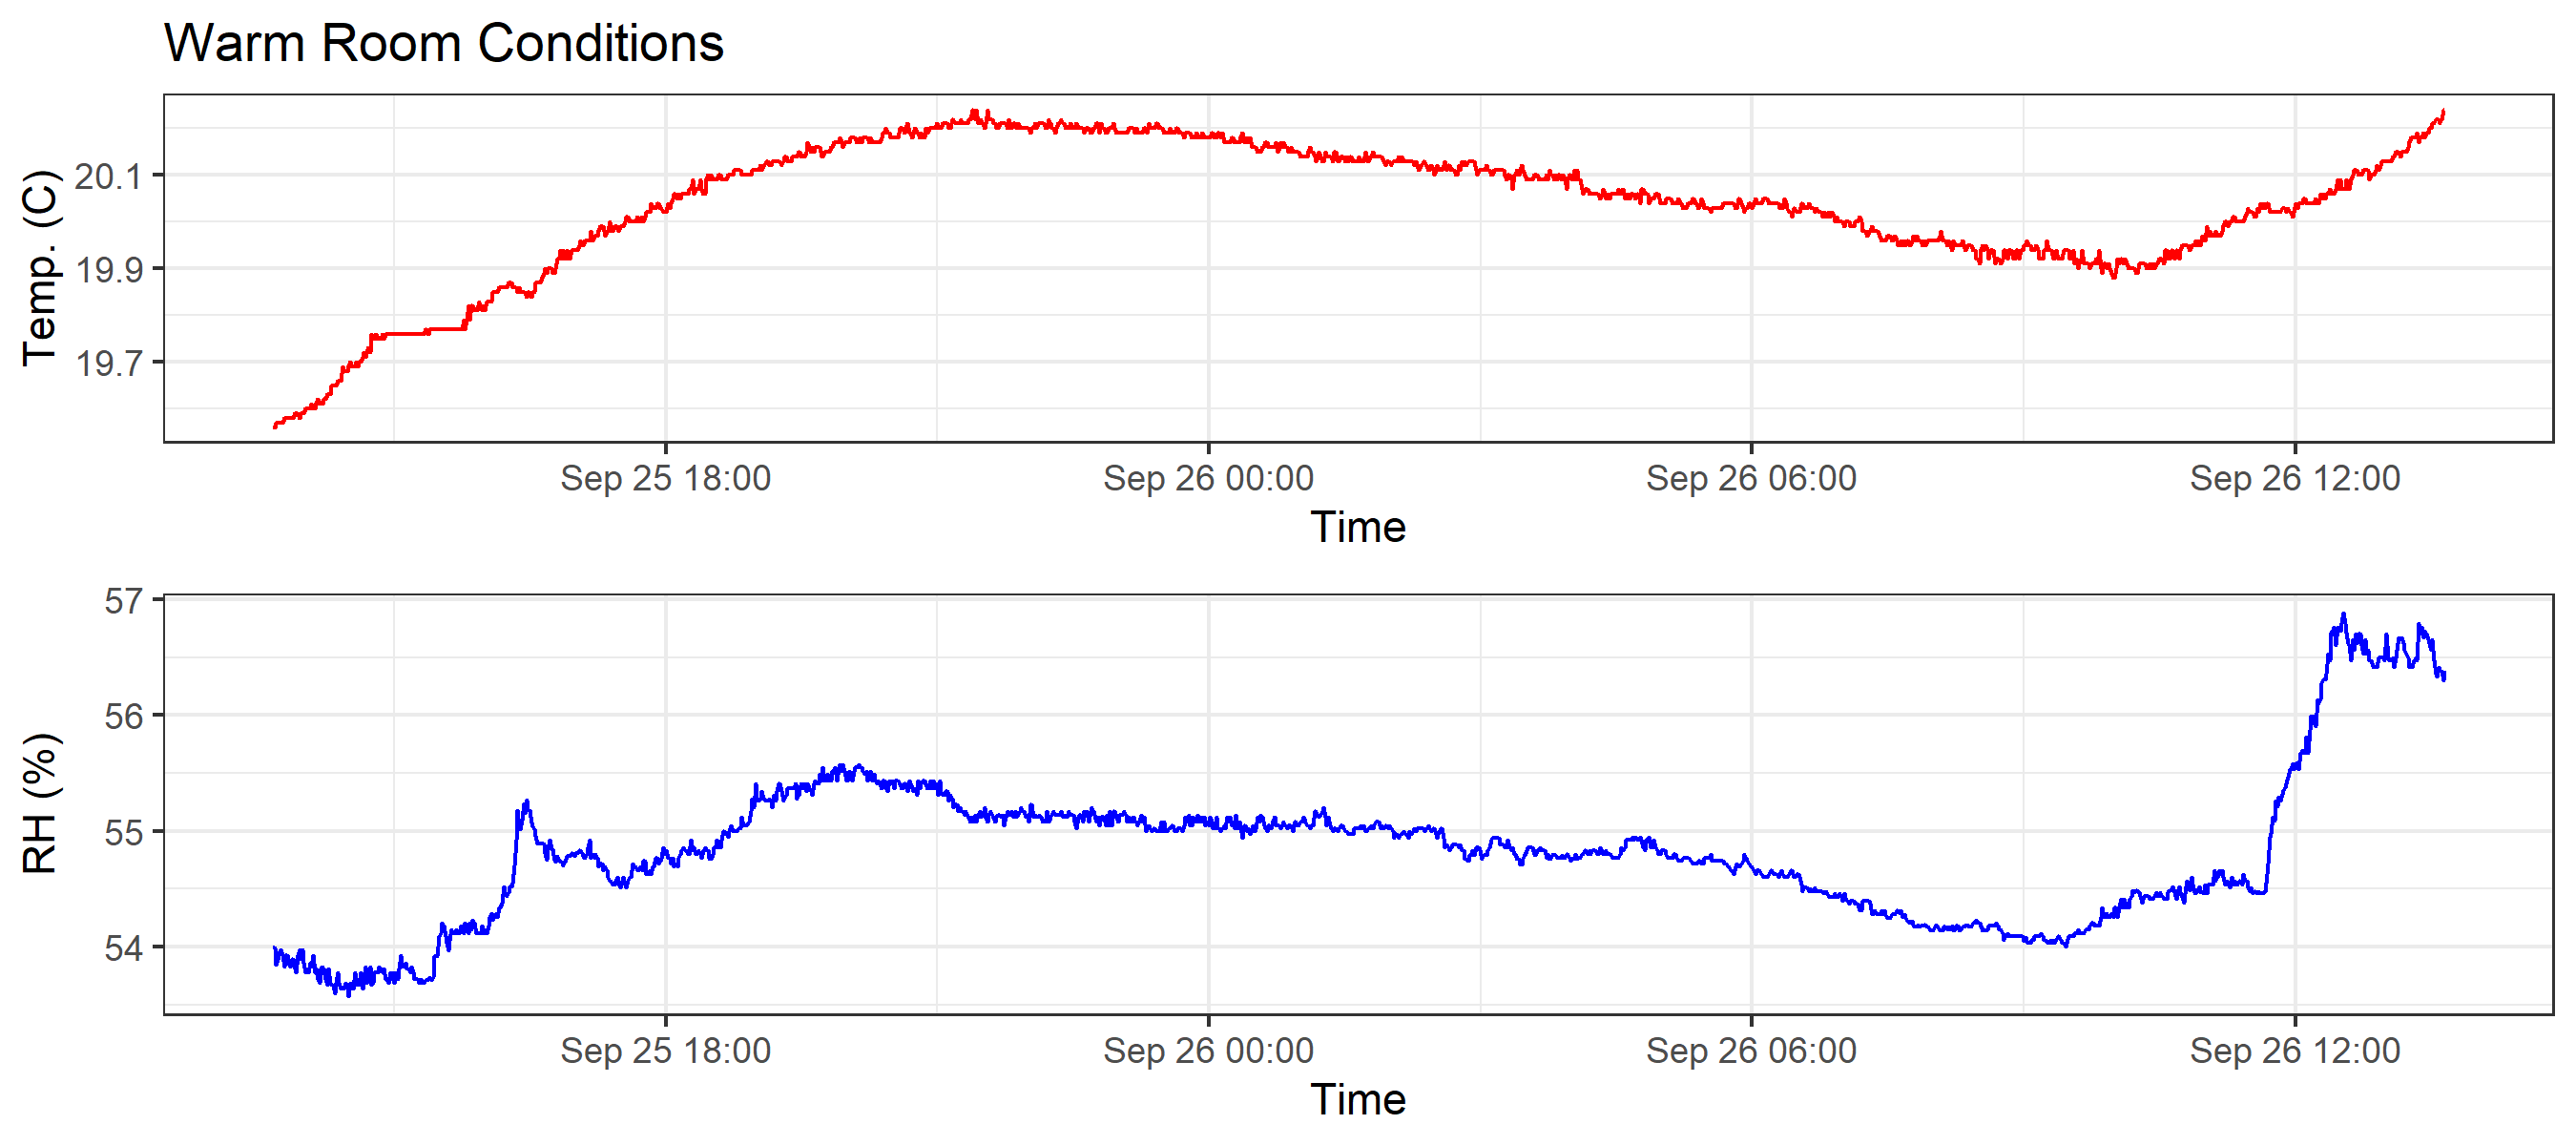 Warm Room Conditions
Temp. (C)
20.1
19.9
19.7
Sep 25 18:00 Sep 26 00:00 Sep 26 06:00 Sep 26 12:00
Time
RH (%)
57
56
55
54
Sep 25 18:00 Sep 26 00:00 Sep 26 06:00 Sep 26 12:00
Time